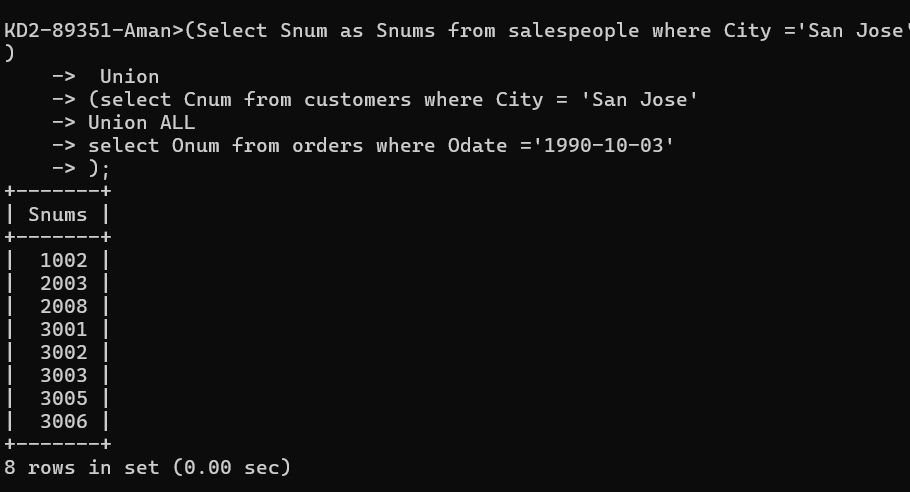 KD2-89351-Aman>(Select Snum as Snums from salespeople where City ='San Jose'
)
    ->  Union
    -> (select Cnum from customers where City = 'San Jose'
    -> Union ALL
    -> select Onum from orders where Odate ='1990-10-03'
    -> );
+-------+
| Snums |
+-------+
|  1002 |
|  2003 |
|  2008 |
|  3001 |
|  3002 |
|  3003 |
|  3005 |
|  3006 |
+-------+
8 rows in set (0.00 sec)